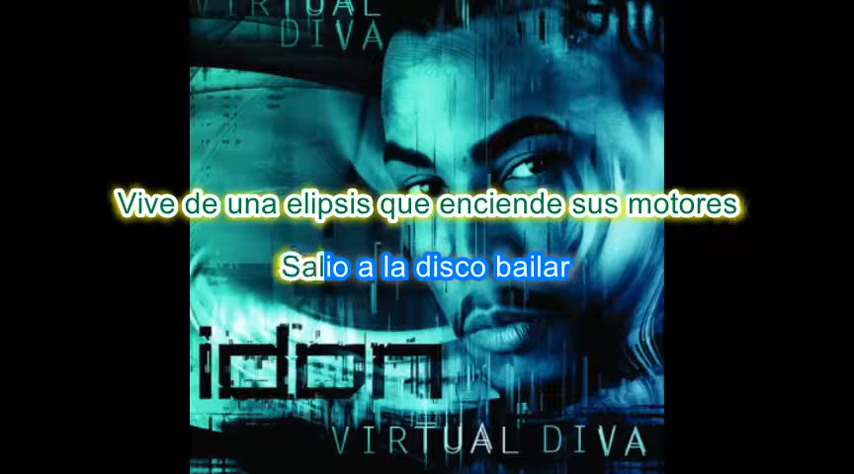 VIRTUAL
DIVA
Vive de una elipsis que enciende sus motores
Salio a la disco bailar
idon
VIRTUAL DIVA